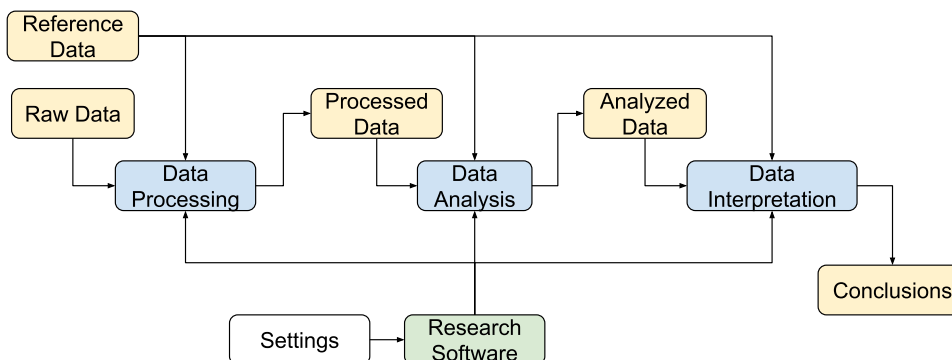 Reference
Data
Raw Data
Processed
Data
Analyzed
Data
Data
Processing
Data
Analysis
Data
Interpretation
Conclusions
Settings
Research
Software